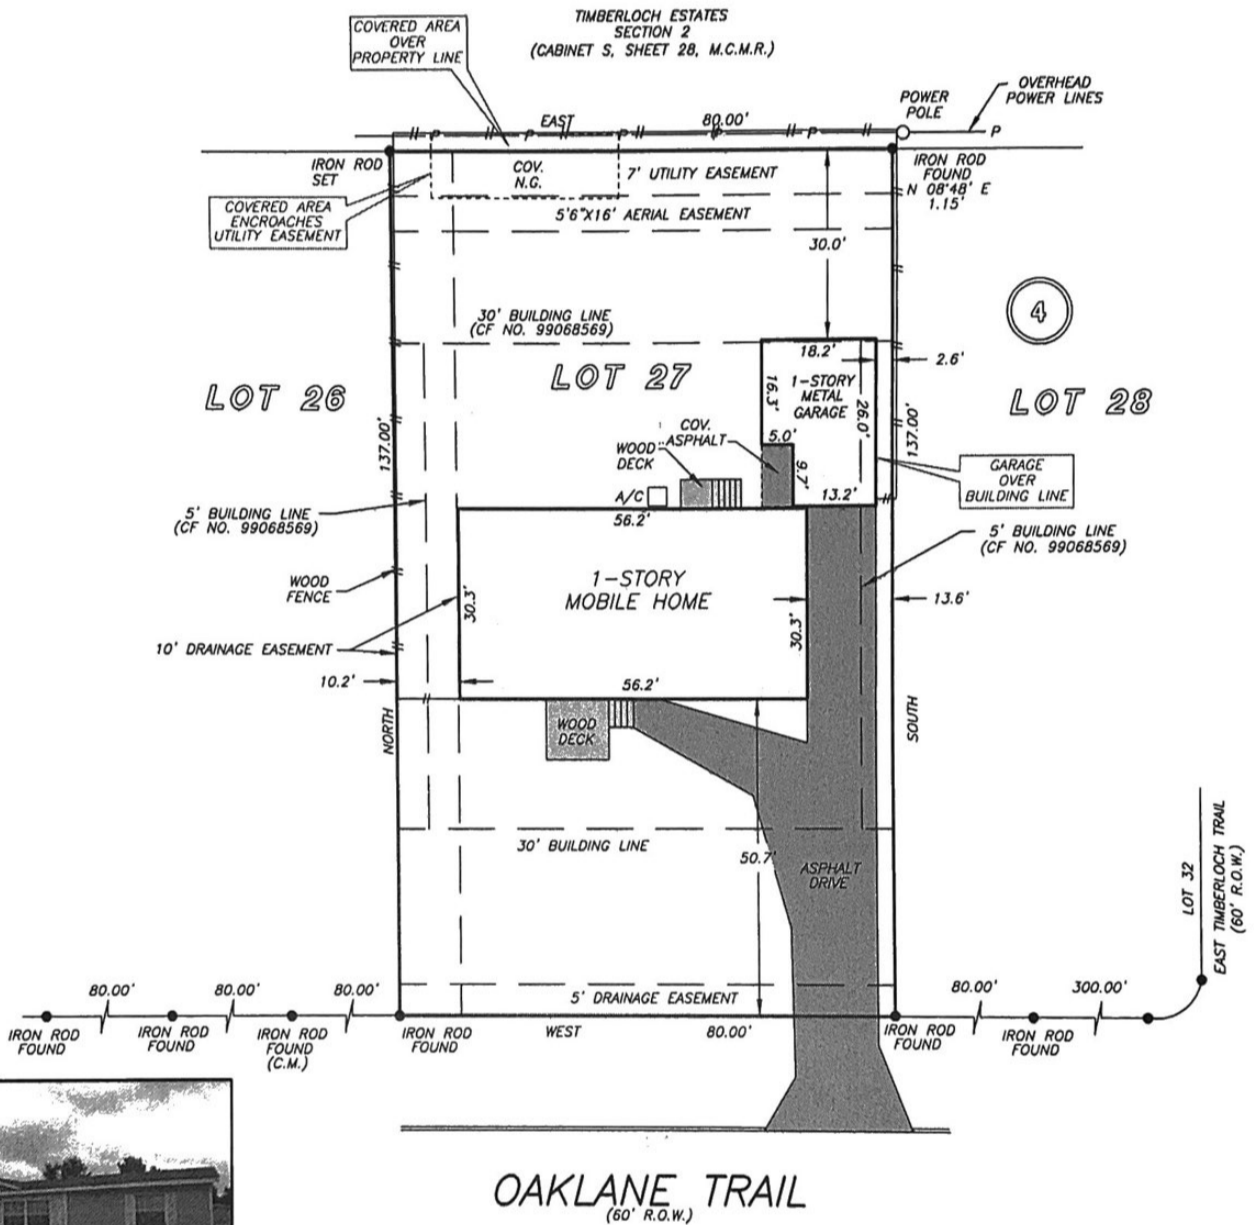 TIMBERLOCH ESTATES
SECTION 2
(CABINET S, SHEET 28, M.C.M.R.)
COVERED AREA
OVER
PROPERTY LINE
OVERHEAD
POWER LINES
POWER
POLE
EAST
80.00'
P
P
P
P
P
P
IRON ROD
SET
COV.
N.G.
7' UTILITY EASEMENT
IRON ROD
FOUND
N 08°48' E
1.15'
COVERED AREA
ENCROACHES
UTILITY EASEMENT
5'6"X16' AERIAL EASEMENT
30.0'
30' BUILDING LINE
(CF NO. 99068569)
4
18.2'
2.6'
LOT 26
LOT 27
LOT 28
16.3'
1-STORY
METAL
GARAGE
26.0'
137.00'
137.00'
COV.
ASPHALT
5.0'
WOOD
DECK
9.7'
GARAGE
OVER
BUILDING LINE
A/C
13.2'
5' BUILDING LINE
(CF NO. 99068569)
56.2'
5' BUILDING LINE
(CF NO. 99068569)
WOOD
FENCE
1-STORY
MOBILE HOME
30.3'
30.3'
13.6'
10' DRAINAGE EASEMENT
10.2'
56.2'
NORTH
WOOD
DECK
SOUTH
30' BUILDING LINE
50.7'
ASPHALT
DRIVE
LOT 32
EAST TIMBERLOCH TRAIL
(60' R.O.W.)
5' DRAINAGE EASEMENT
80.00'
80.00'
80.00'
80.00'
300.00'
IRON ROD
FOUND
IRON ROD
FOUND
IRON ROD
FOUND
(C.M.)
IRON ROD
FOUND
WEST
80.00'
IRON ROD
FOUND
IRON ROD
FOUND
OAKLANE TRAIL
(60' R.O.W.)